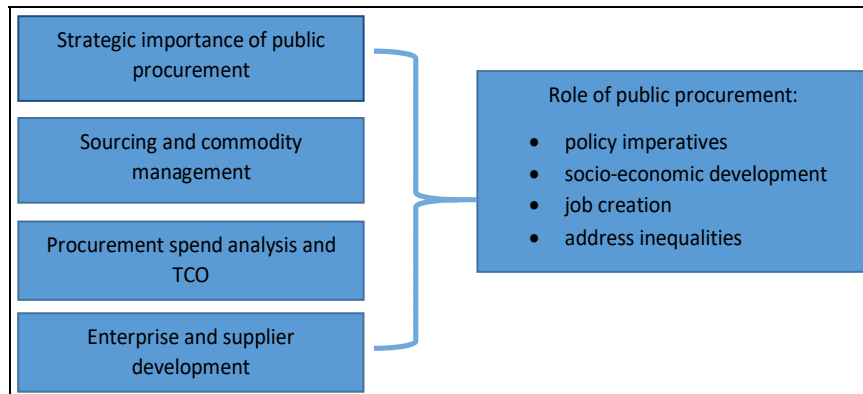 Strategic importance of public
procurement
Sourcing and commodity
management
Procurement spend analysis and
TCO
Enterprise and supplier
development
Role of public procurement:
• policy imperatives
• socio-economic development
• job creation
• address inequalities